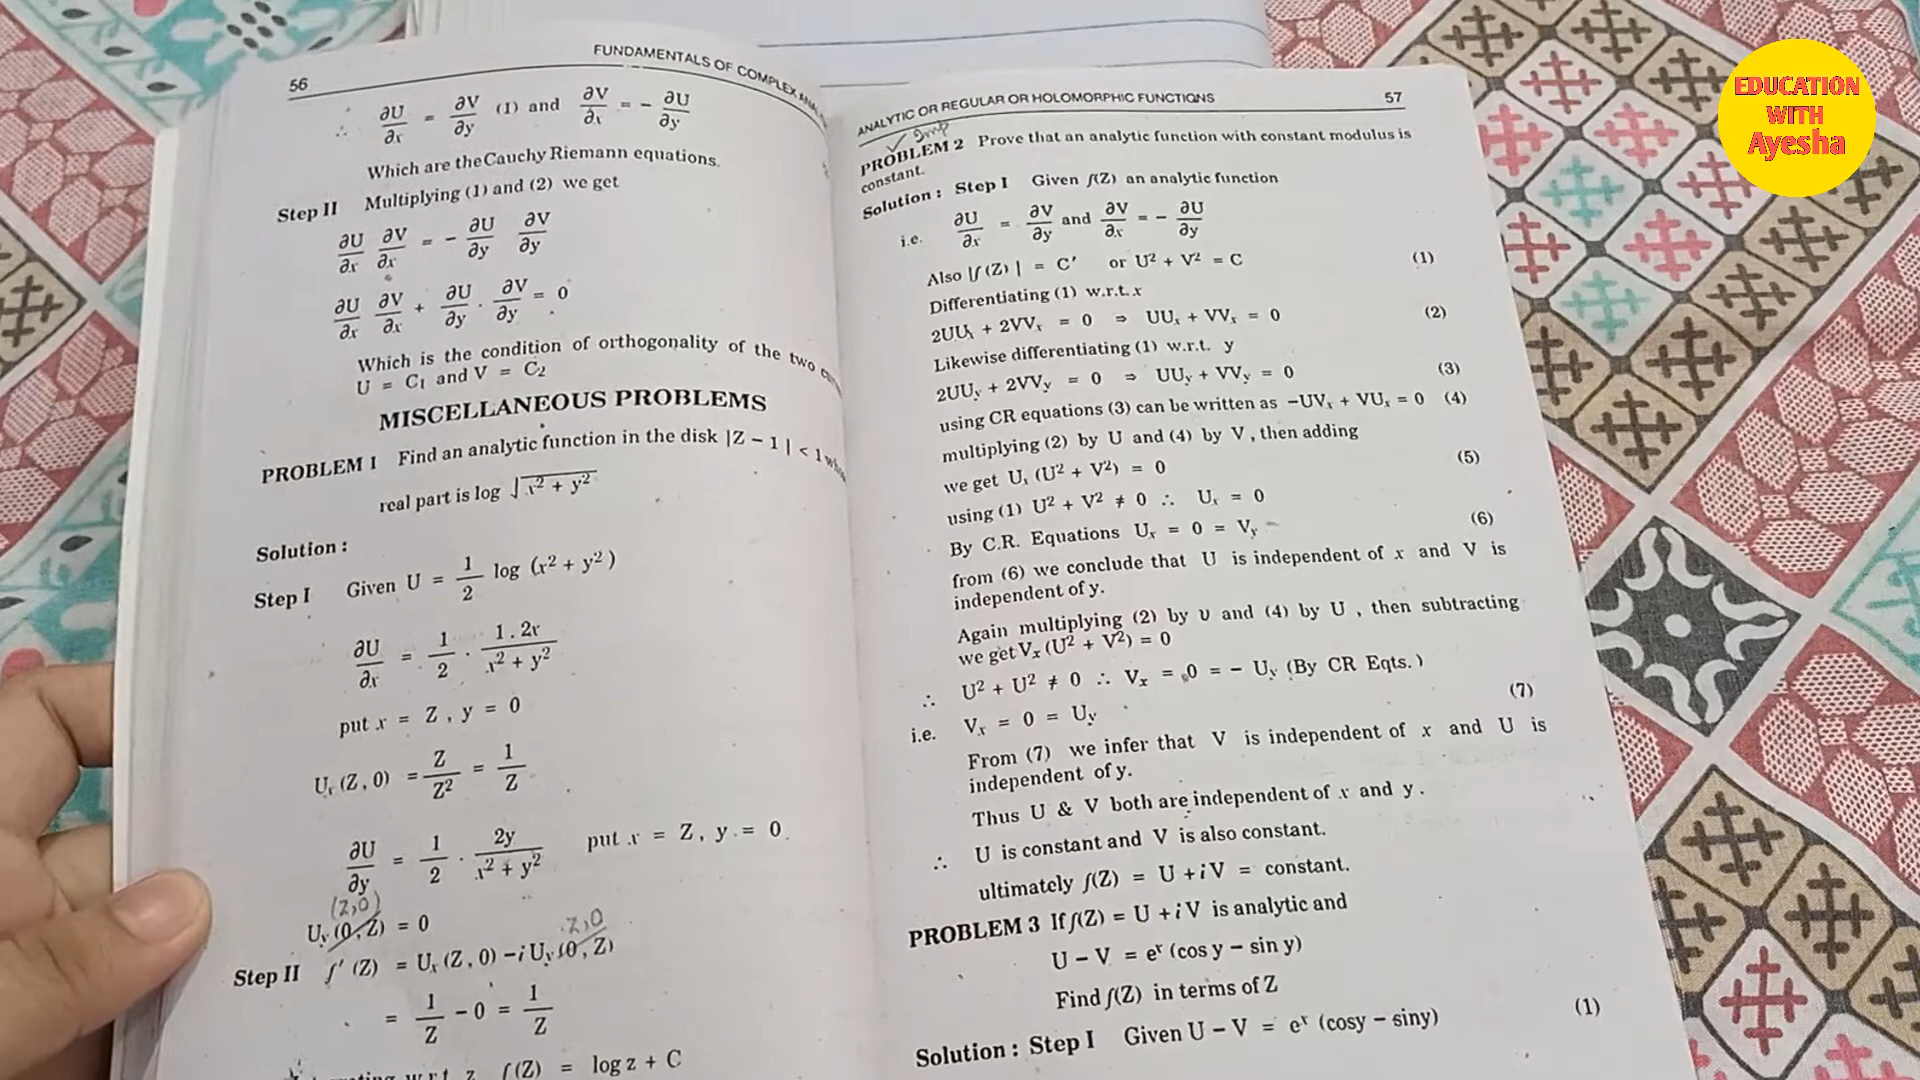 56
FUNDAMENTALS OF COMPLEX
∴ ∂U/∂x = ∂V/∂y (1) and ∂V/∂x = − ∂U/∂y
Which are the Cauchy Riemann equations.
Step II Multiplying (1) and (2) we get
∂U/∂x ∂V/∂x = − ∂U/∂y ∂V/∂y
∂U/∂x ∂V/∂x + ∂U/∂y . ∂V/∂y = 0
Which is the condition of orthogonality of the two
U = C₁ and V = C₂
MISCELLANEOUS PROBLEMS
PROBLEM 1 Find an analytic function in the disk |Z − 1| < 1
real part is log √x² + y²
Solution :
Step I Given U = 1/2 log (x² + y²)
∂U/∂x = 1/2 . 1 . 2x/x² + y²
put x = Z , y = 0
Uₓ (Z , 0) = Z/Z² = 1/Z
∂U/∂y = 1/2 . 2y/x² + y² put x = Z, y = 0
(Z,0)
Uy (0, Z) = 0
Z,0
Step II f′ (Z) = Uₓ (Z , 0) − i Uy (0 , Z)
= 1/Z − 0 = 1/Z
w.r.t. z f(Z) = log z + C
ANALYTIC OR REGULAR OR HOLOMORPHIC FUNCTIONS 57
✓ Imp
PROBLEM 2 Prove that an analytic function with constant modulus is
constant.
Solution : Step I Given f(Z) an analytic function
i.e. ∂U/∂x = ∂V/∂y and ∂V/∂x = − ∂U/∂y
Also |f (Z) | = C′ or U² + V² = C (1)
Differentiating (1) w.r.t. x
2UUₓ + 2VVₓ = 0 ⇒ UUₓ + VVₓ = 0 (2)
Likewise differentiating (1) w.r.t. y
2UUy + 2VVy = 0 ⇒ UUy + VVy = 0 (3)
using CR equations (3) can be written as −UVₓ + VUₓ = 0 (4)
multiplying (2) by U and (4) by V , then adding
we get Uₓ (U² + V²) = 0 (5)
using (1) U² + V² ≠ 0 ∴ Uₓ = 0
By C.R. Equations Uₓ = 0 = Vy (6)
from (6) we conclude that U is independent of x and V is
independent of y.
Again multiplying (2) by υ and (4) by U , then subtracting
we get Vₓ (U² + V²) = 0
∴ U² + U² ≠ 0 ∴ Vₓ = 0 = − Uy (By CR Eqts. )
i.e. Vₓ = 0 = Uy (7)
From (7) we infer that V is independent of x and U is
independent of y.
Thus U & V both are independent of x and y .
∴ U is constant and V is also constant.
ultimately f(Z) = U + iV = constant.
PROBLEM 3 If f(Z) = U + iV is analytic and
U − V = eˣ (cos y − sin y)
Find f(Z) in terms of Z
Solution : Step I Given U − V = eˣ (cosy − siny) (1)
EDUCATION
WITH
Ayesha